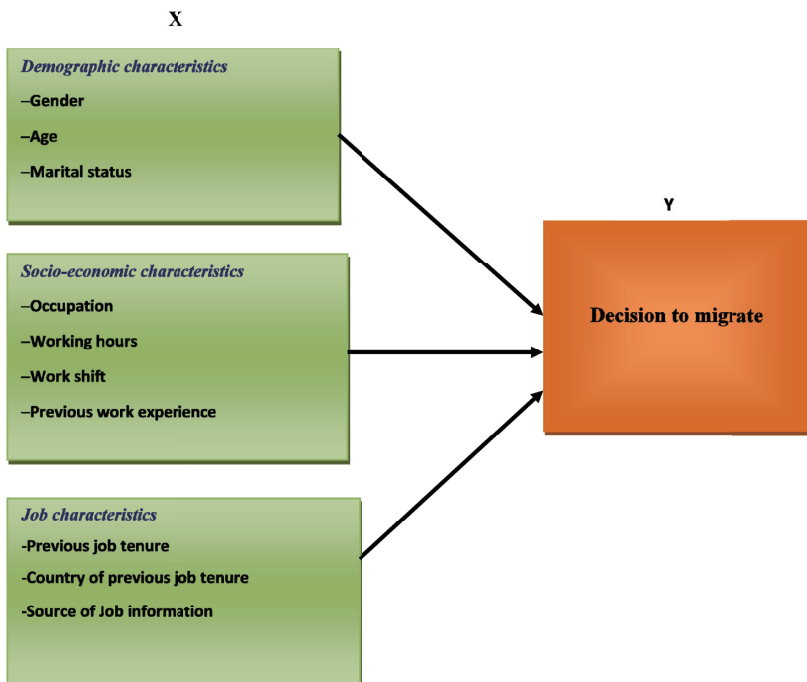 X
Demographic characteristics
–Gender
–Age
–Marital status
Socio-economic characteristics
–Occupation
–Working hours
–Work shift
–Previous work experience
Job characteristics
-Previous job tenure
-Country of previous job tenure
-Source of Job information
Y
Decision to migrate